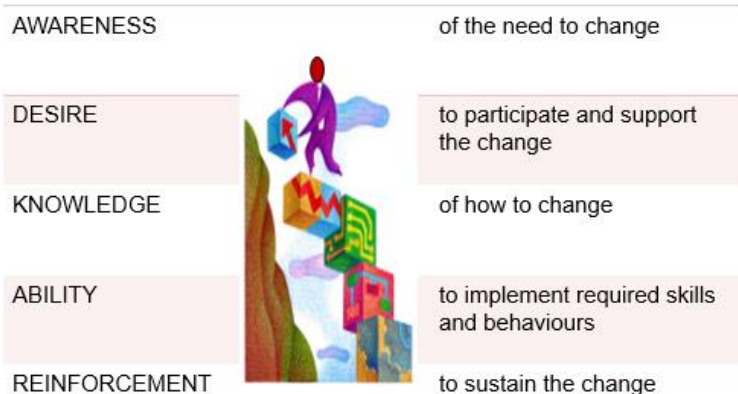 AWARENESS of the need to change
DESIRE to participate and support
the change
KNOWLEDGE of how to change
ABILITY to implement required skills
and behaviours
REINFORCEMENT to sustain the change